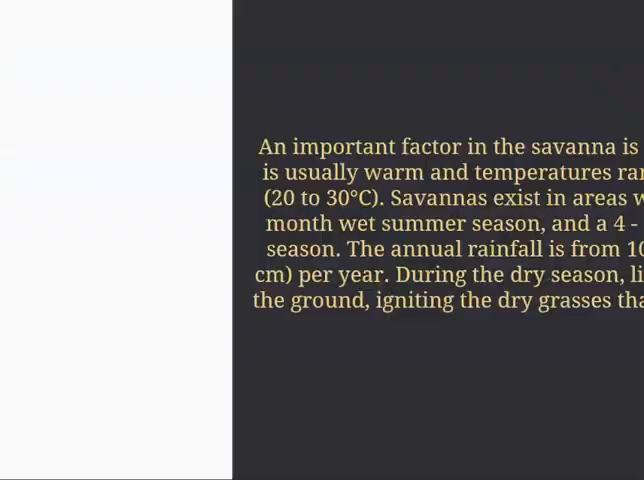 An important factor in the savanna is
is usually warm and temperatures ran
(20 to 30°C). Savannas exist in areas w
month wet summer season, and a 4 -
season. The annual rainfall is from 10
cm) per year. During the dry season, li
the ground, igniting the dry grasses tha